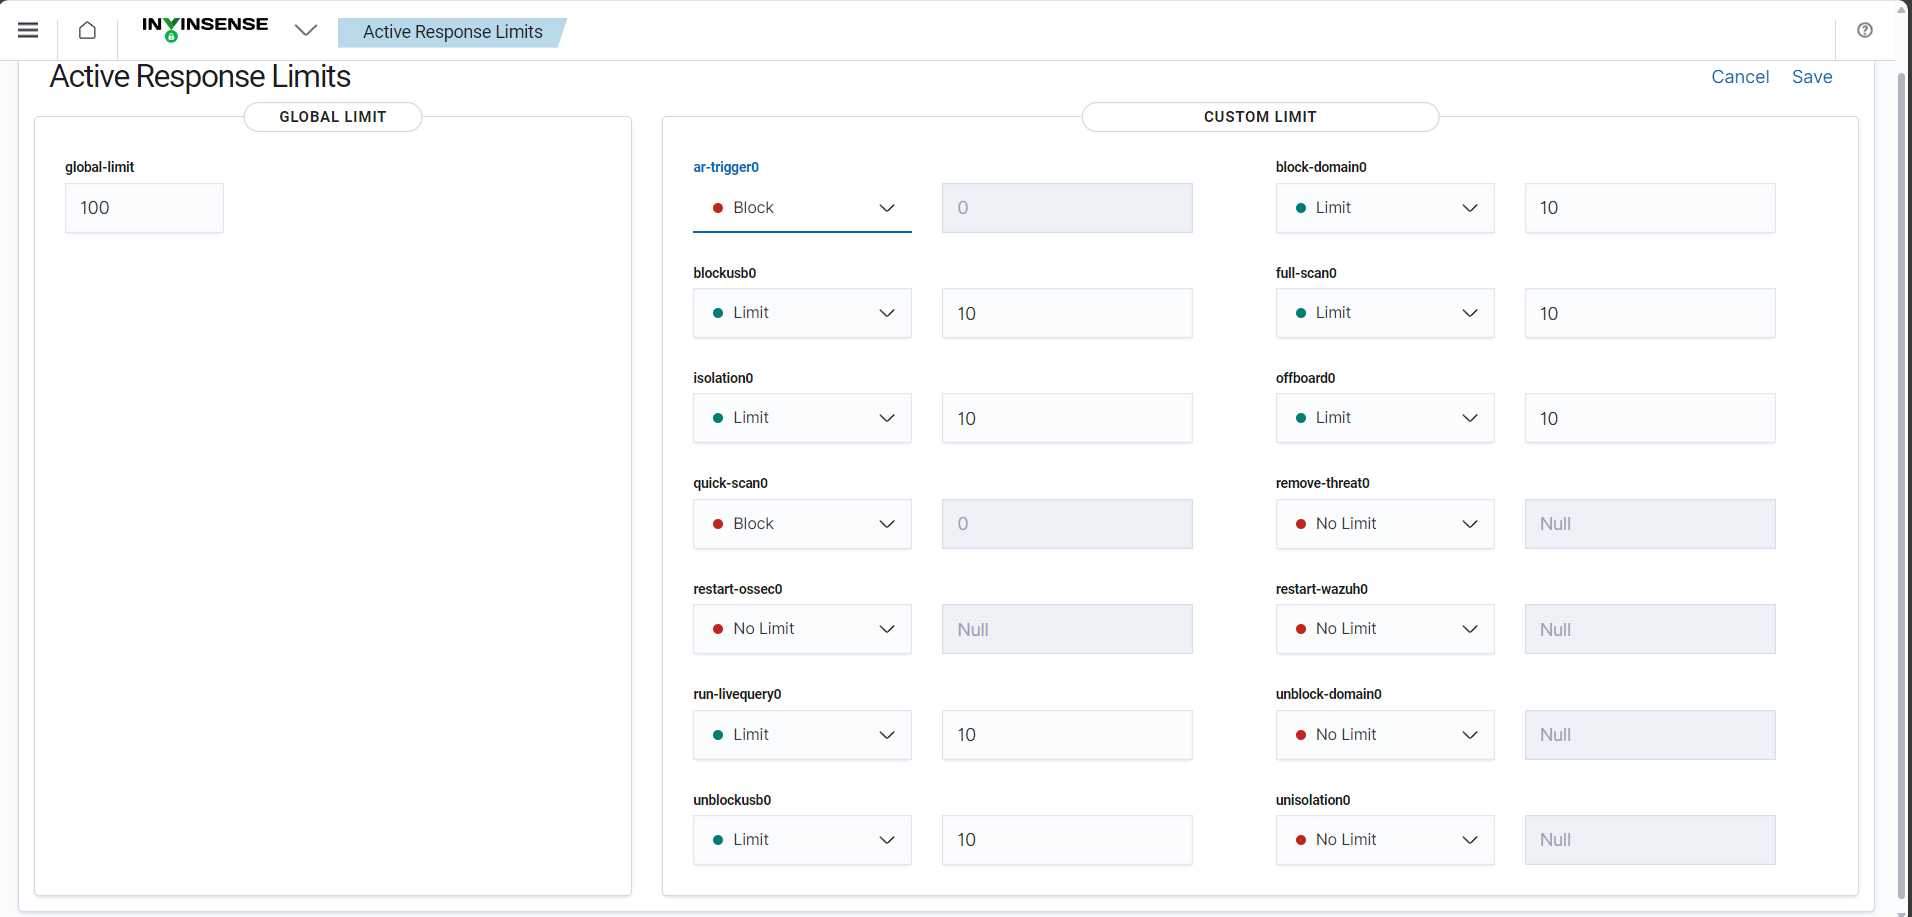 INVINSENSE
Active Response Limits
Active Response Limits
Cancel Save
GLOBAL LIMIT
global-limit
100
CUSTOM LIMIT
ar-trigger0 block-domain0
Block 0 Limit 10
blockusb0 full-scan0
Limit 10 Limit 10
isolation0 offboard0
Limit 10 Limit 10
quick-scan0 remove-threat0
Block 0 No Limit Null
restart-ossec0 restart-wazuh0
No Limit Null No Limit Null
run-livequery0 unblock-domain0
Limit 10 No Limit Null
unblockusb0 unisolation0
Limit 10 No Limit Null